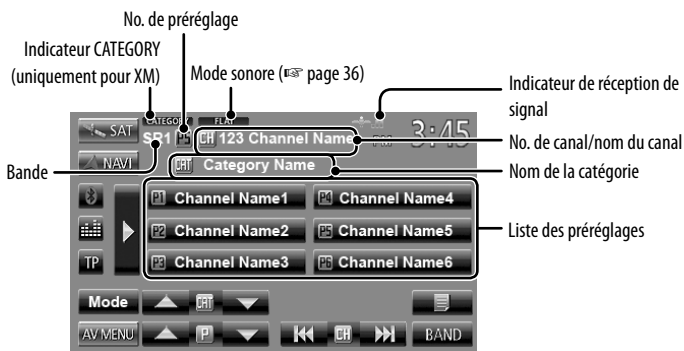 No. de préréglage
Indicateur CATEGORY
(uniquement pour XM)
Mode sonore (☞ page 36)
Indicateur de réception de
signal
No. de canal/nom du canal
Nom de la catégorie
Bande
Liste des préréglages
SAT
CATEGORY
FLAT
SR1 P5 CH 123 Channel Name
PM 3:45
NAVI
CAT Category Name
P1 Channel Name1
P4 Channel Name4
P2 Channel Name2
P5 Channel Name5
TP
P3 Channel Name3
P6 Channel Name6
Mode
CAT
AV MENU
P
CH
BAND